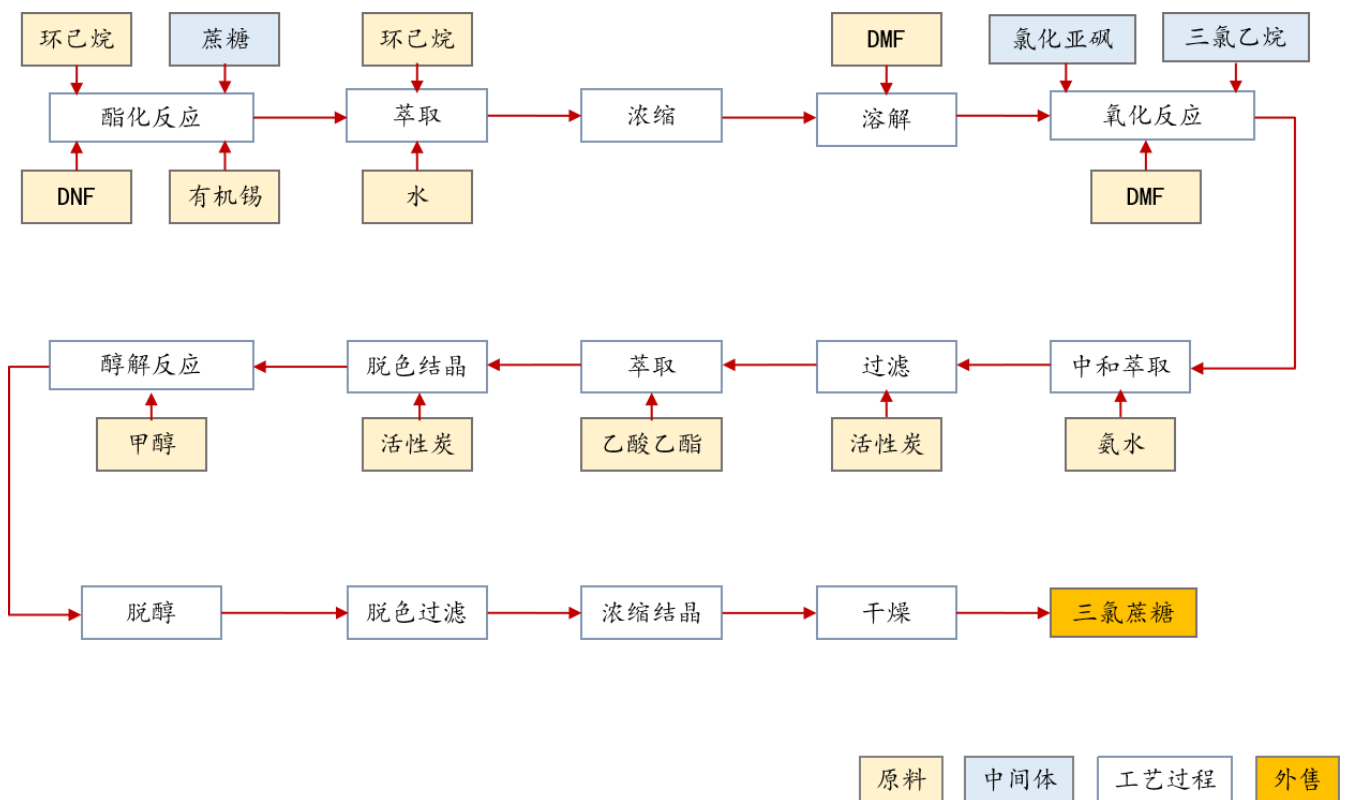 环己烷
蔗糖
环己烷
DMF
氯化亚砜
三氯乙烷
酯化反应
萃取
浓缩
溶解
氧化反应
DNF
有机锡
水
DMF
醇解反应
脱色结晶
萃取
过滤
中和萃取
甲醇
活性炭
乙酸乙酯
活性炭
氨水
脱醇
脱色过滤
浓缩结晶
干燥
三氯蔗糖
原料
中间体
工艺过程
外售